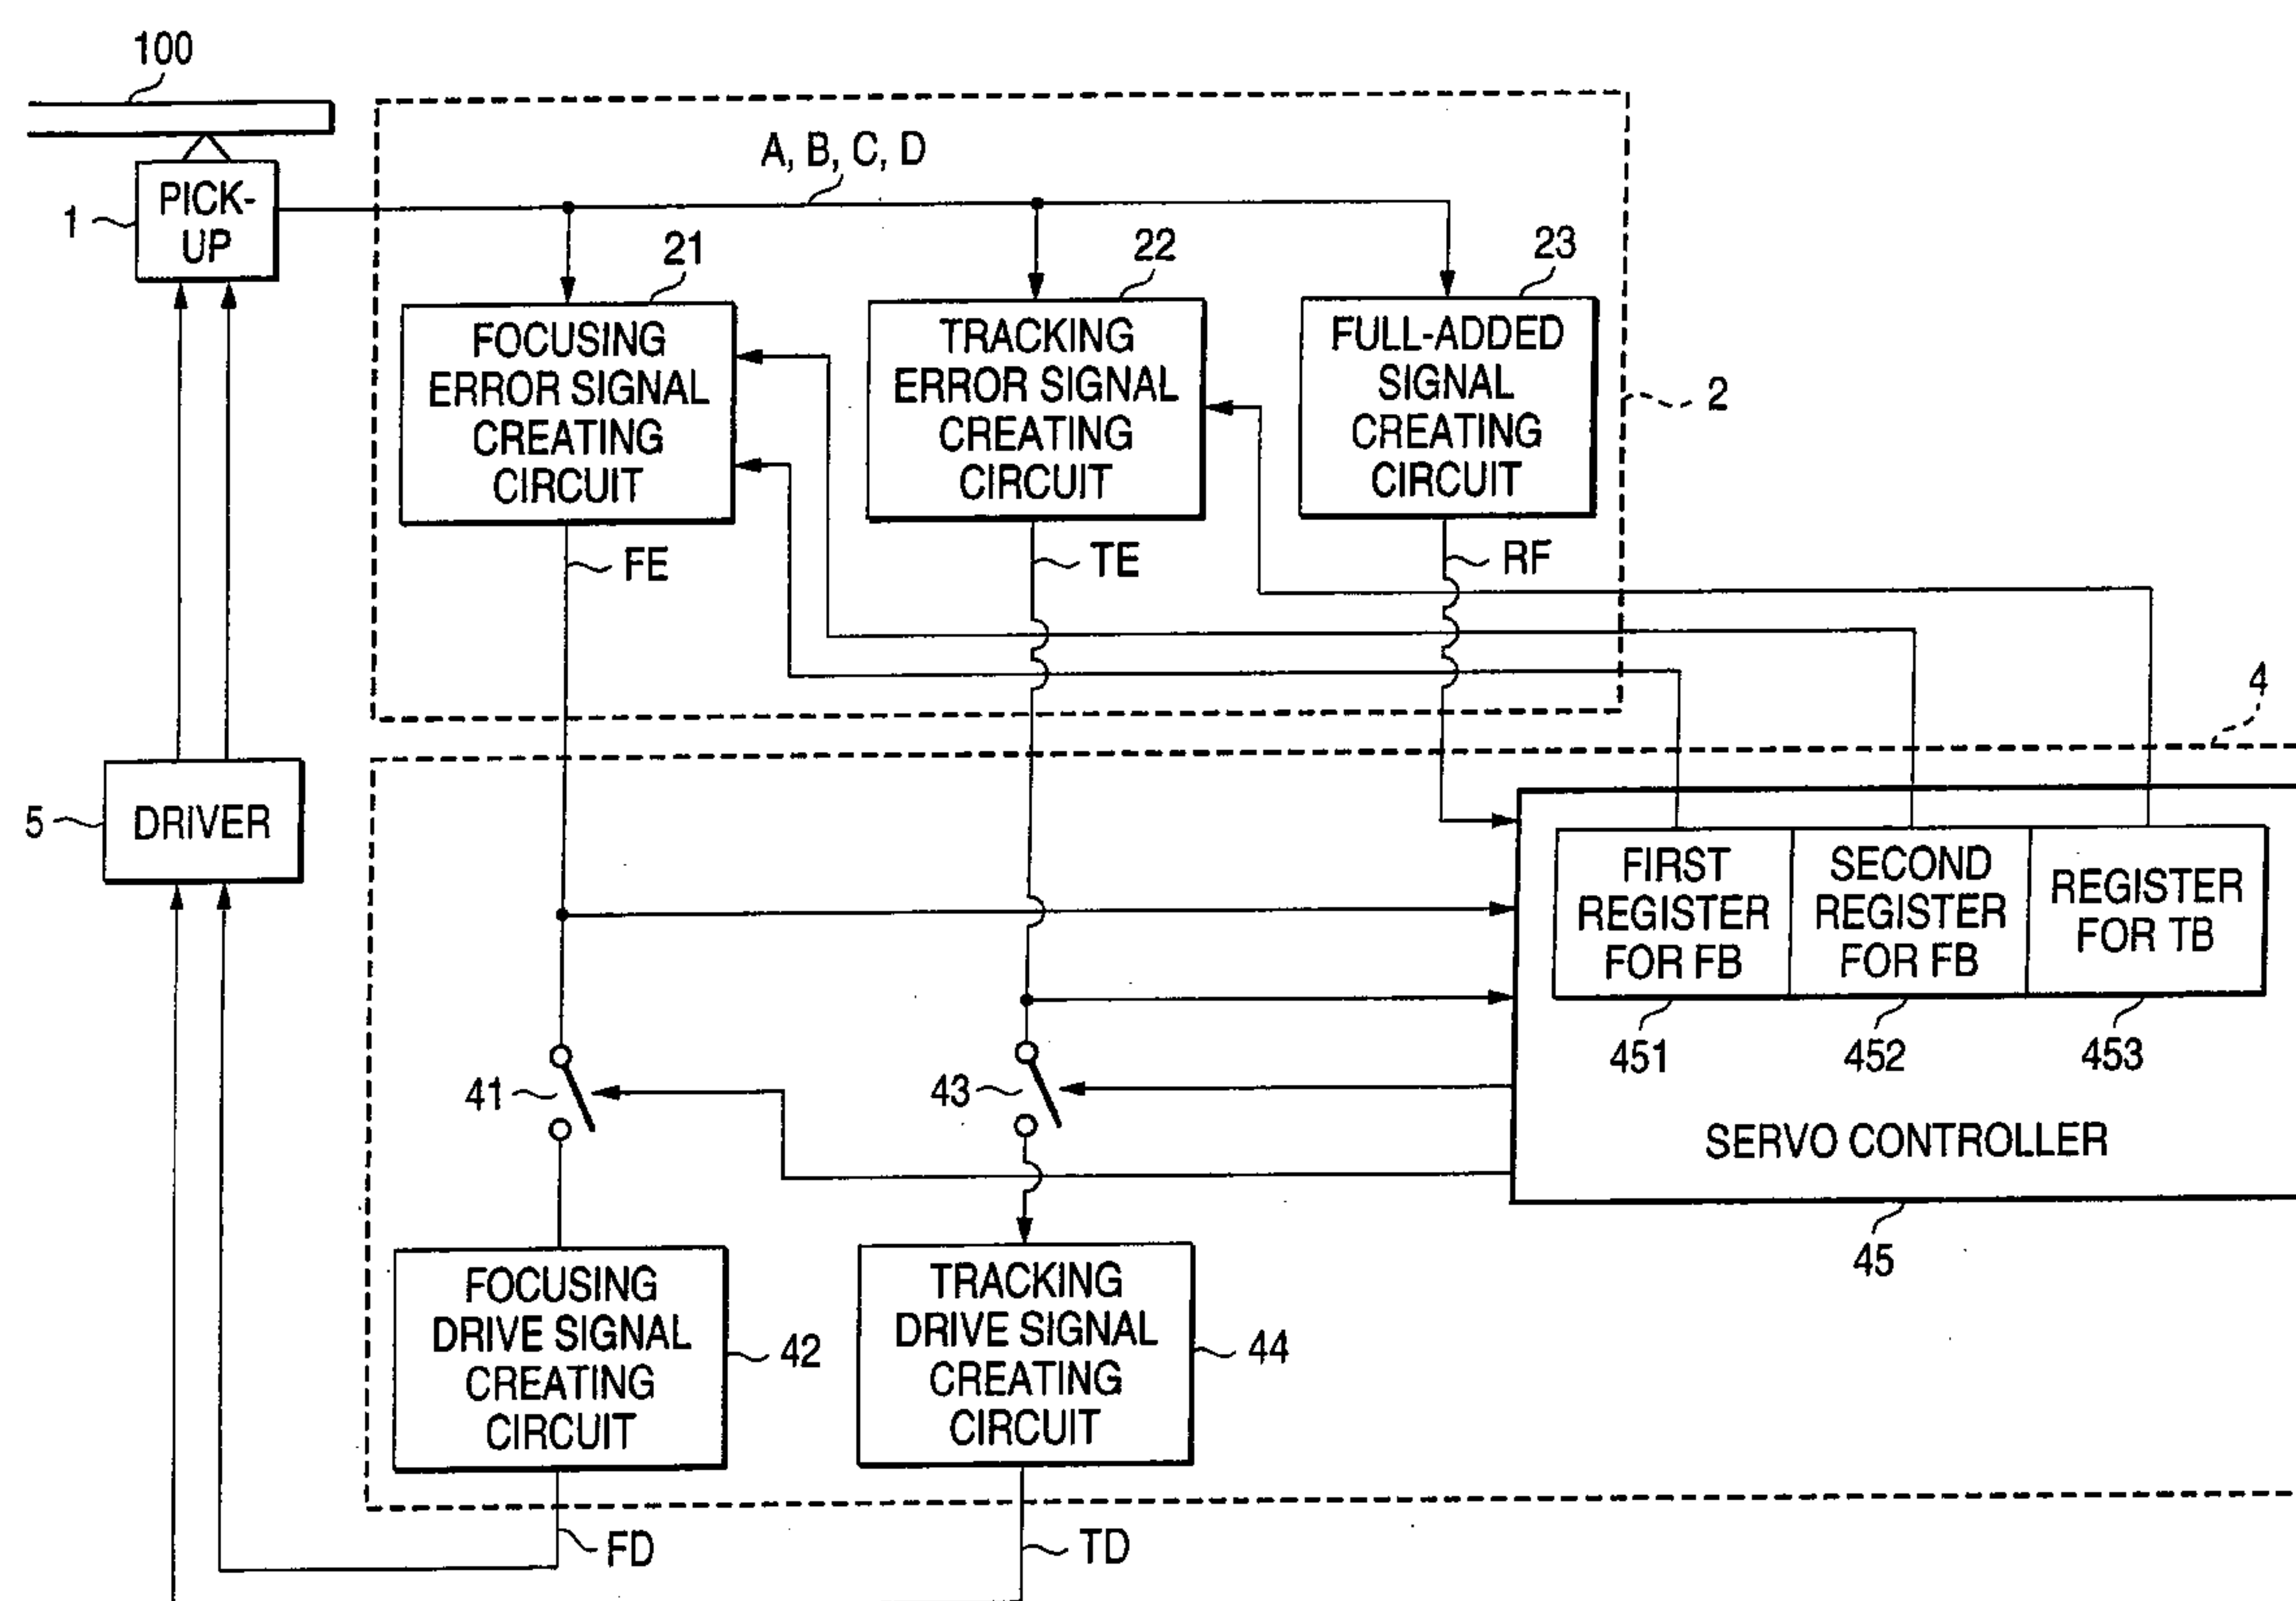 100
A, B, C, D
PICK-
UP
1
21
22
23
FOCUSING
ERROR SIGNAL
CREATING
CIRCUIT
TRACKING
ERROR SIGNAL
CREATING
CIRCUIT
FULL-ADDED
SIGNAL
CREATING
CIRCUIT
2
FE
TE
RF
4
5
DRIVER
FIRST
REGISTER
FOR FB
SECOND
REGISTER
FOR FB
REGISTER
FOR TB
451
452
453
41
43
SERVO CONTROLLER
45
FOCUSING
DRIVE SIGNAL
CREATING
CIRCUIT
42
TRACKING
DRIVE SIGNAL
CREATING
CIRCUIT
44
FD
TD